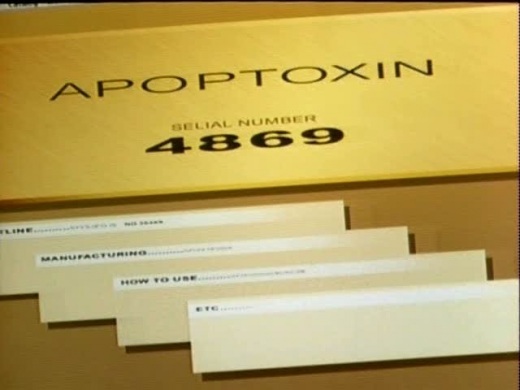 APOPTOXIN
SELIAL NUMBER
4869
TLINE..........
MANUFACTURING..........
HOW TO USE..........
ETC.........